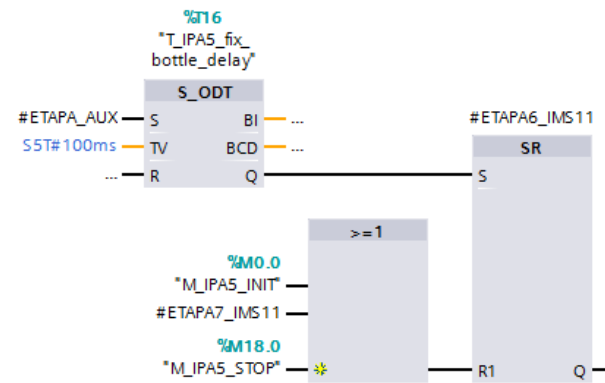 %T16
"T_IPA5_fix_
bottle_delay"
S_ODT
#ETAPA_AUX S BI ...
S5T#100ms TV BCD ...
... R Q
#ETAPA6_IMS11
SR
S
>=1
%M0.0
"M_IPA5_INIT"
#ETAPA7_IMS11
%M18.0
"M_IPA5_STOP"
R1 Q